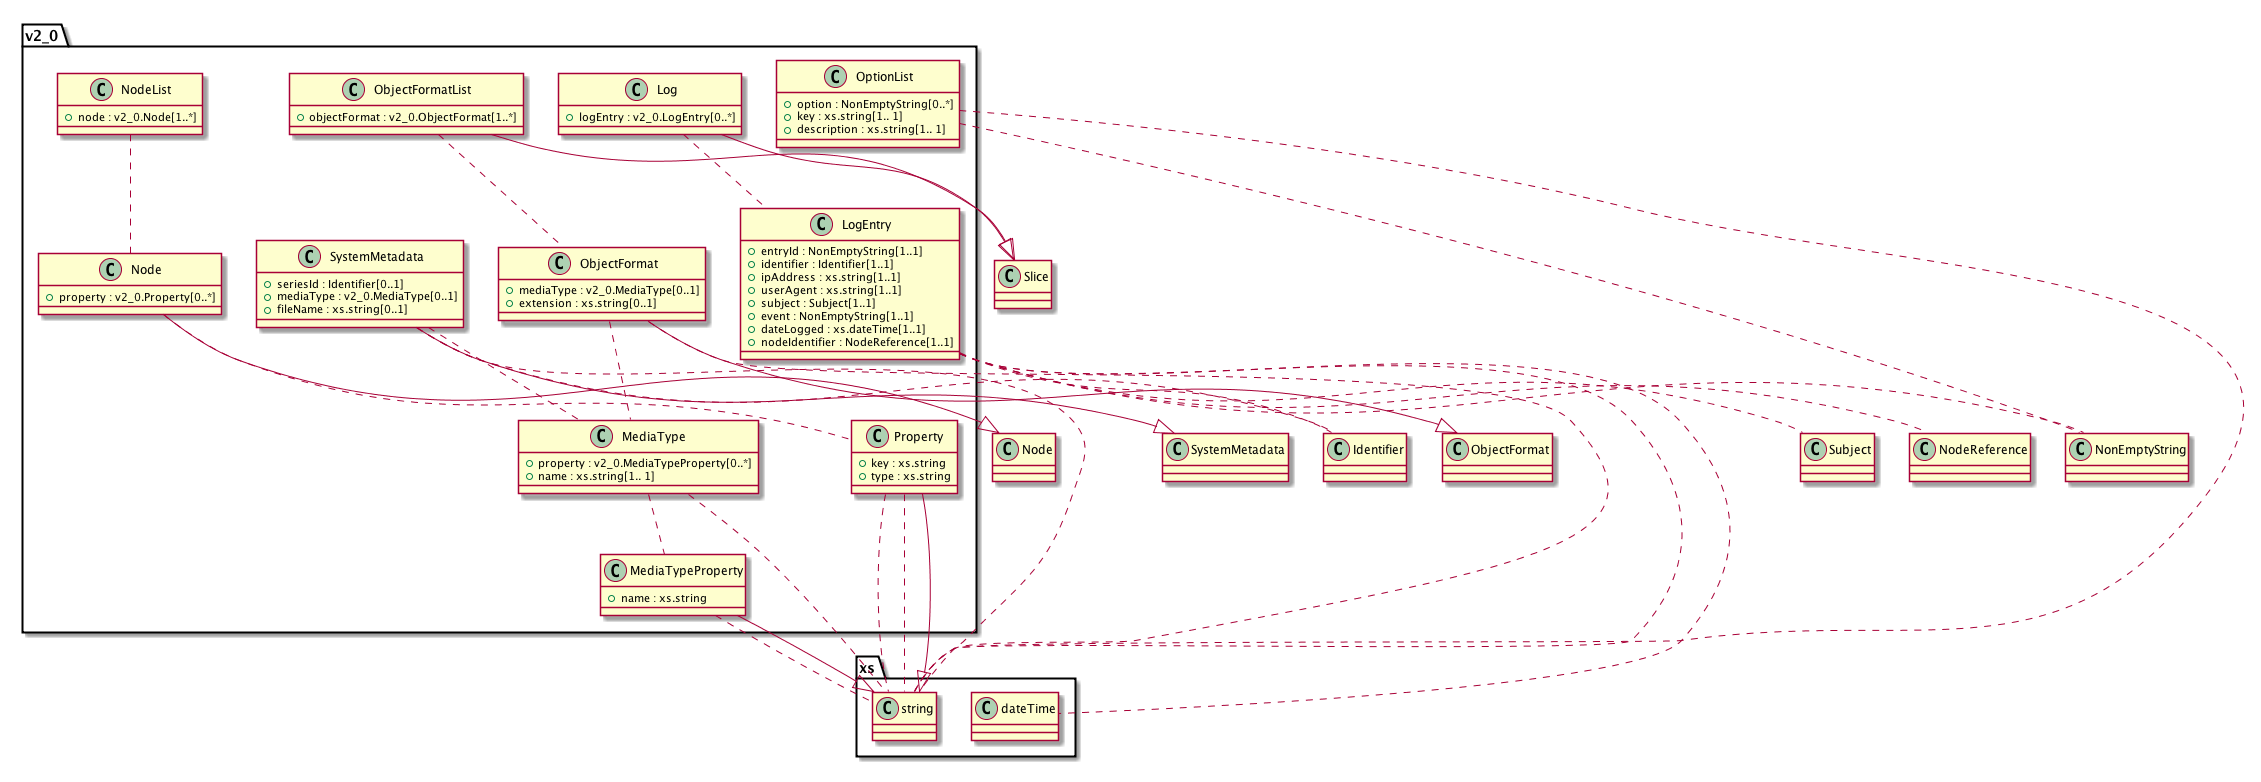 v2_0
C NodeList
node : v2_0.Node[1..*]
C ObjectFormatList
objectFormat : v2_0.ObjectFormat[1..*]
C Log
logEntry : v2_0.LogEntry[0..*]
C OptionList
option : NonEmptyString[0..*]
key : xs.string[1.. 1]
description : xs.string[1.. 1]
C Node
property : v2_0.Property[0..*]
C SystemMetadata
seriesId : Identifier[0..1]
mediaType : v2_0.MediaType[0..1]
fileName : xs.string[0..1]
C ObjectFormat
mediaType : v2_0.MediaType[0..1]
extension : xs.string[0..1]
C LogEntry
entryId : NonEmptyString[1..1]
identifier : Identifier[1..1]
ipAddress : xs.string[1..1]
userAgent : xs.string[1..1]
subject : Subject[1..1]
event : NonEmptyString[1..1]
dateLogged : xs.dateTime[1..1]
nodeIdentifier : NodeReference[1..1]
C Slice
C MediaType
property : v2_0.MediaTypeProperty[0..*]
name : xs.string[1.. 1]
C Property
key : xs.string
type : xs.string
C Node
C SystemMetadata
C Identifier
C ObjectFormat
C Subject
C NodeReference
C NonEmptyString
C MediaTypeProperty
name : xs.string
xs
C string
C dateTime